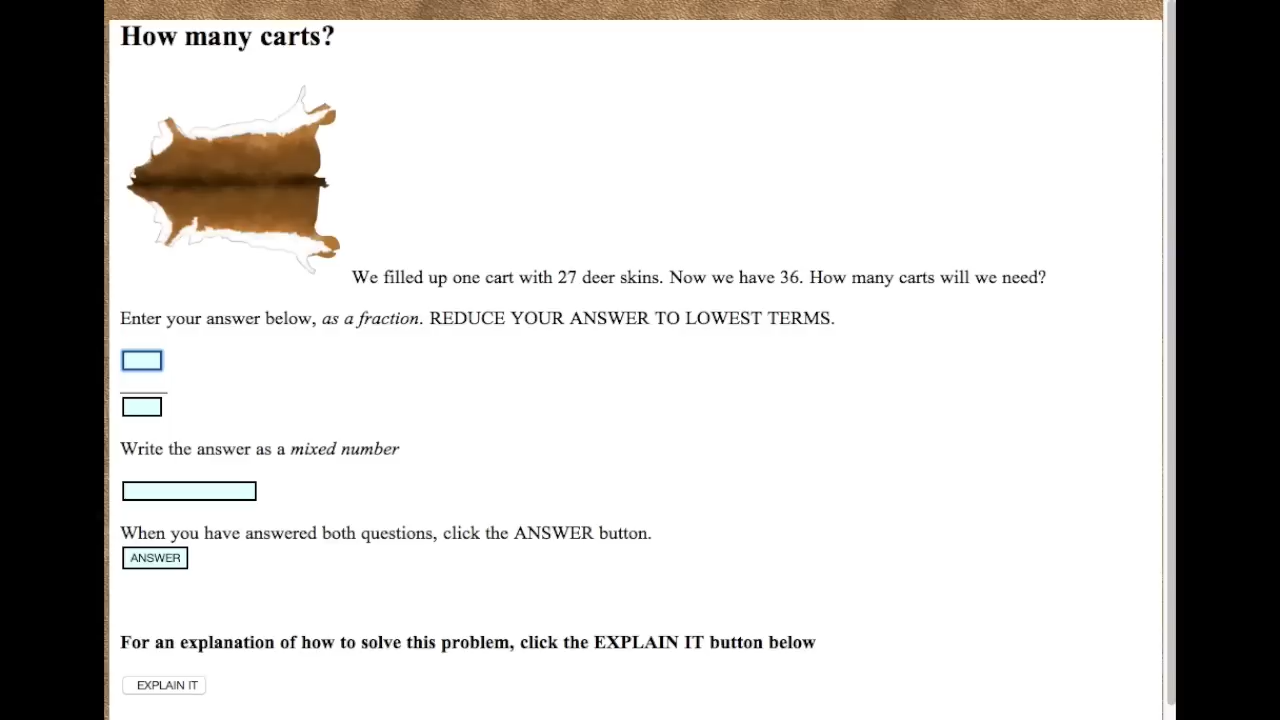 How many carts?
We filled up one cart with 27 deer skins. Now we have 36. How many carts will we need?
Enter your answer below, as a fraction. REDUCE YOUR ANSWER TO LOWEST TERMS.
Write the answer as a mixed number
When you have answered both questions, click the ANSWER button.
ANSWER
For an explanation of how to solve this problem, click the EXPLAIN IT button below
EXPLAIN IT